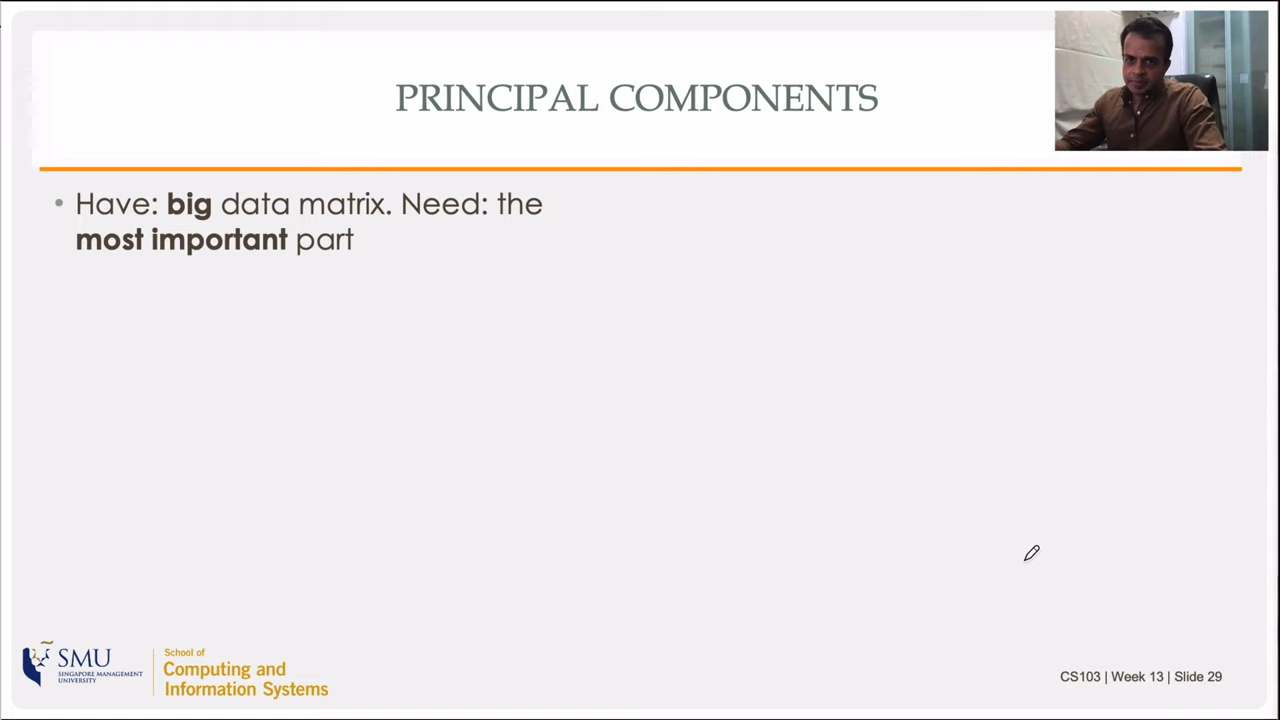 PRINCIPAL COMPONENTS
• Have: big data matrix. Need: the
most important part
SMU
SINGAPORE MANAGEMENT
UNIVERSITY
School of
Computing and
Information Systems
CS103 | Week 13 | Slide 29